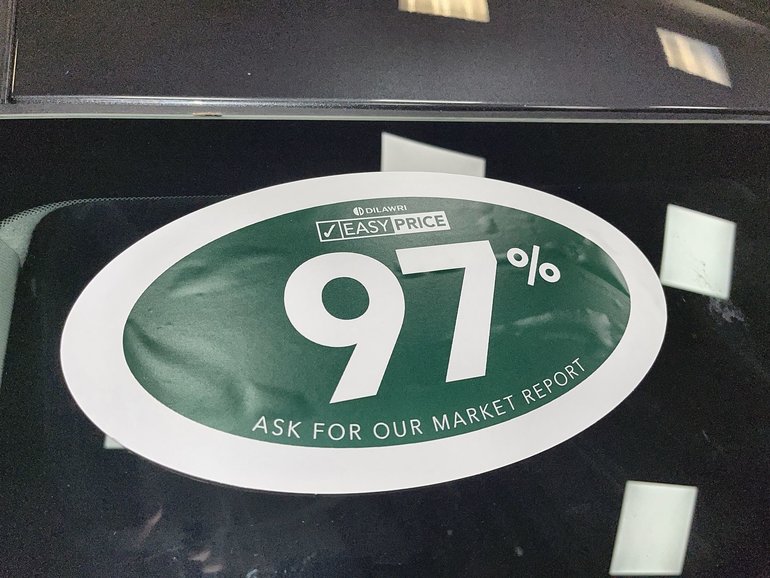 DILAWRI
✓ EASY PRICE
97%
ASK FOR OUR MARKET REPORT